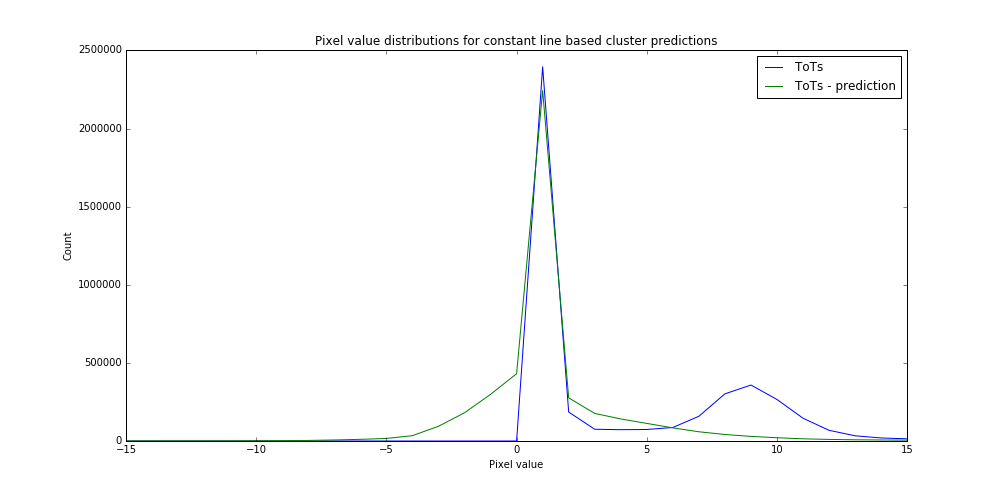 Pixel value distributions for constant line based cluster predictions
2500000
2000000
1500000
1000000
500000
0
Count
ToTs
ToTs - prediction
−15
−10
−5
0
5
10
15
Pixel value